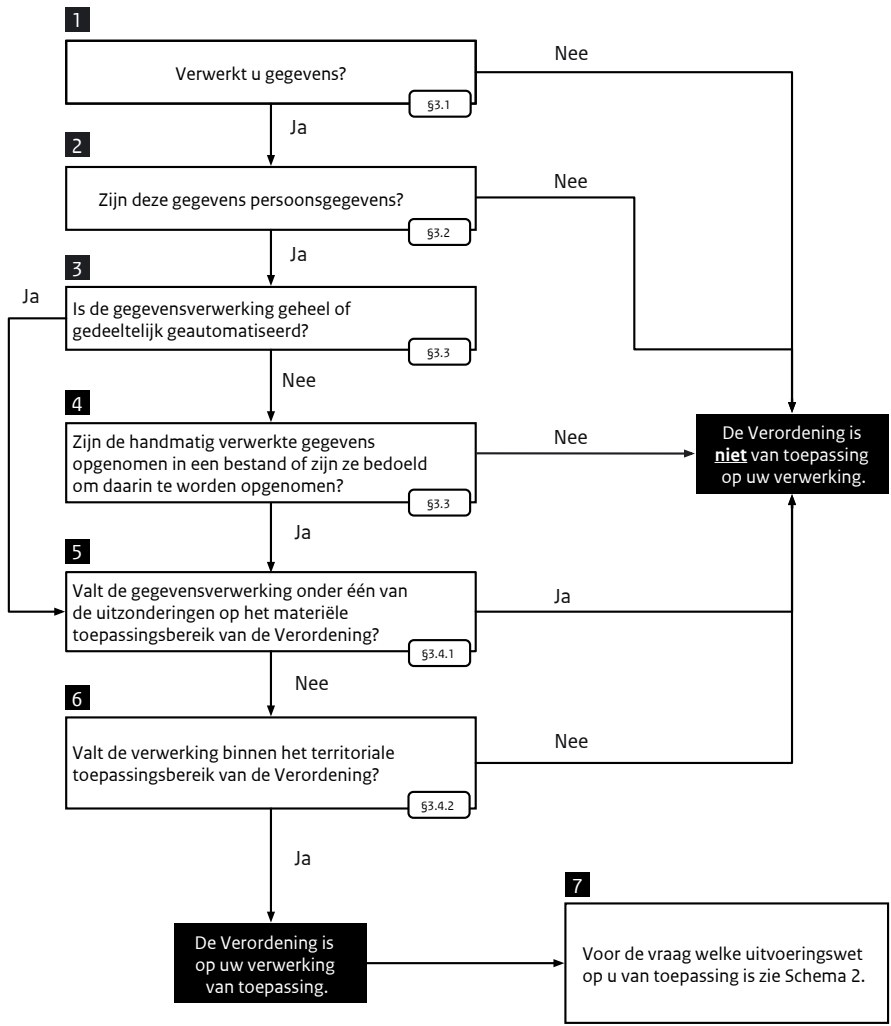 1
Verwerkt u gegevens?
§3.1
Nee
Ja
2
Zijn deze gegevens persoonsgegevens?
§3.2
Nee
Ja
3
Ja
Is de gegevensverwerking geheel of
gedeeltelijk geautomatiseerd?
§3.3
Nee
4
Zijn de handmatig verwerkte gegevens
opgenomen in een bestand of zijn ze bedoeld
om daarin te worden opgenomen?
§3.3
Nee
De Verordening is
niet van toepassing
op uw verwerking.
Ja
5
Valt de gegevensverwerking onder één van
de uitzonderingen op het materiële
toepassingsbereik van de Verordening?
§3.4.1
Ja
Nee
6
Valt de verwerking binnen het territoriale
toepassingsbereik van de Verordening?
§3.4.2
Nee
Ja
De Verordening is
op uw verwerking
van toepassing.
7
Voor de vraag welke uitvoeringswet
op u van toepassing is zie Schema 2.